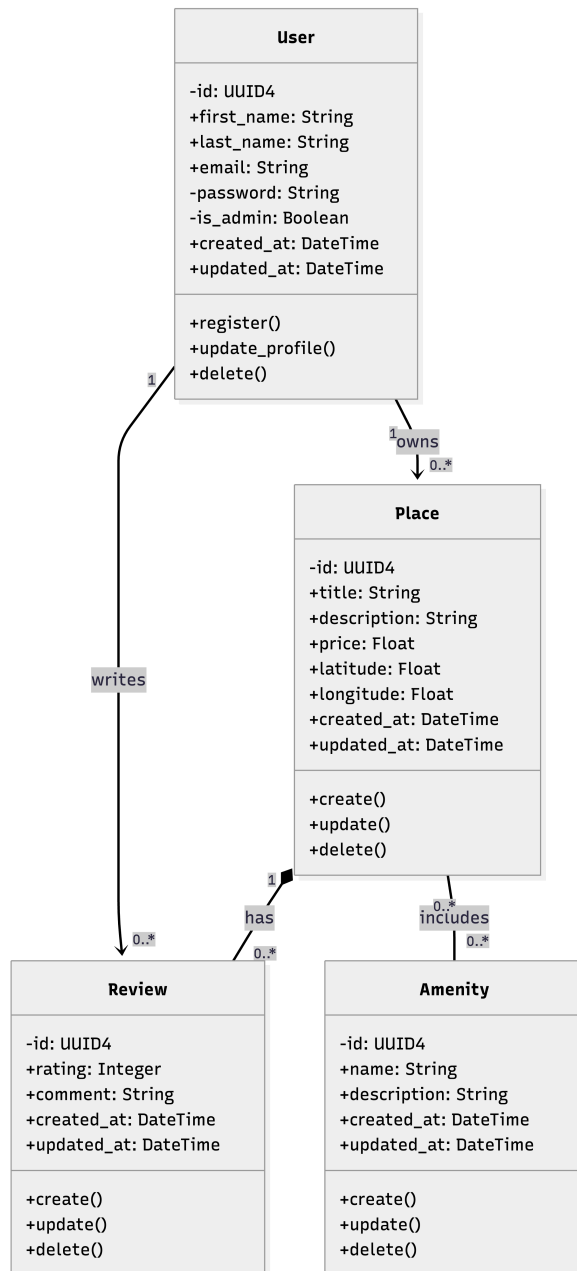 User
-id: UUID4
+first_name: String
+last_name: String
+email: String
-password: String
-is_admin: Boolean
+created_at: DateTime
+updated_at: DateTime
+register()
+update_profile()
+delete()
1
1
owns
0..*
Place
-id: UUID4
+title: String
+description: String
+price: Float
+latitude: Float
+longitude: Float
+created_at: DateTime
+updated_at: DateTime
+create()
+update()
+delete()
writes
0..*
1
has
0..*
0..*
includes
0..*
Review
-id: UUID4
+rating: Integer
+comment: String
+created_at: DateTime
+updated_at: DateTime
+create()
+update()
+delete()
Amenity
-id: UUID4
+name: String
+description: String
+created_at: DateTime
+updated_at: DateTime
+create()
+update()
+delete()